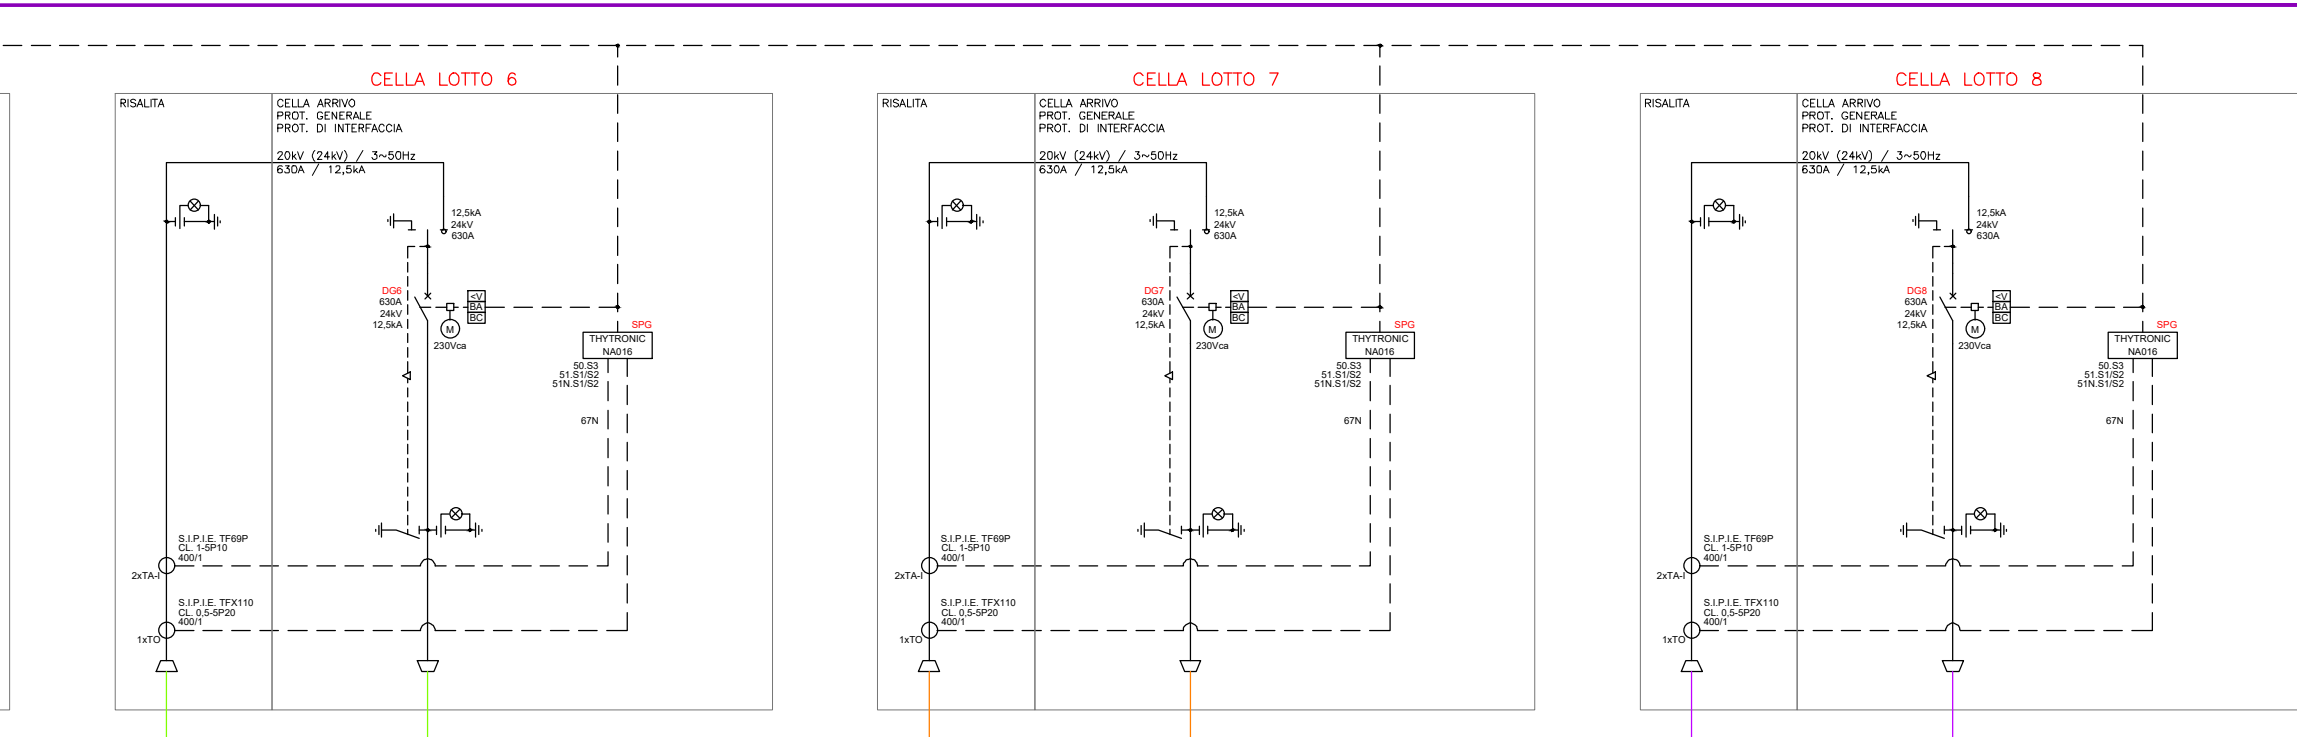 CELLA LOTTO 6
RISALITA
CELLA ARRIVO
PROT. GENERALE
PROT. DI INTERFACCIA
20kV (24kV) / 3~50Hz
630A / 12,5kA
12,5kA
24kV
630A
DG6
630A
24kV
12,5kA
<V
BA
BC
M
230Vca
SPG
THYTRONIC
NA016
50.S3
51.S1/S2
51N.S1/S2
67N
S.I.P.I.E. TF69P
CL. 1-5P10
400/1
2xTA-I
S.I.P.I.E. TFX110
CL. 0,5-5P20
400/1
1xTO
CELLA LOTTO 7
RISALITA
CELLA ARRIVO
PROT. GENERALE
PROT. DI INTERFACCIA
20kV (24kV) / 3~50Hz
630A / 12,5kA
12,5kA
24kV
630A
DG7
630A
24kV
12,5kA
<V
BA
BC
M
230Vca
SPG
THYTRONIC
NA016
50.S3
51.S1/S2
51N.S1/S2
67N
S.I.P.I.E. TF69P
CL. 1-5P10
400/1
2xTA-I
S.I.P.I.E. TFX110
CL. 0,5-5P20
400/1
1xTO
CELLA LOTTO 8
RISALITA
CELLA ARRIVO
PROT. GENERALE
PROT. DI INTERFACCIA
20kV (24kV) / 3~50Hz
630A / 12,5kA
12,5kA
24kV
630A
DG8
630A
24kV
12,5kA
<V
BA
BC
M
230Vca
SPG
THYTRONIC
NA016
50.S3
51.S1/S2
51N.S1/S2
67N
S.I.P.I.E. TF69P
CL. 1-5P10
400/1
2xTA-I
S.I.P.I.E. TFX110
CL. 0,5-5P20
400/1
1xTO